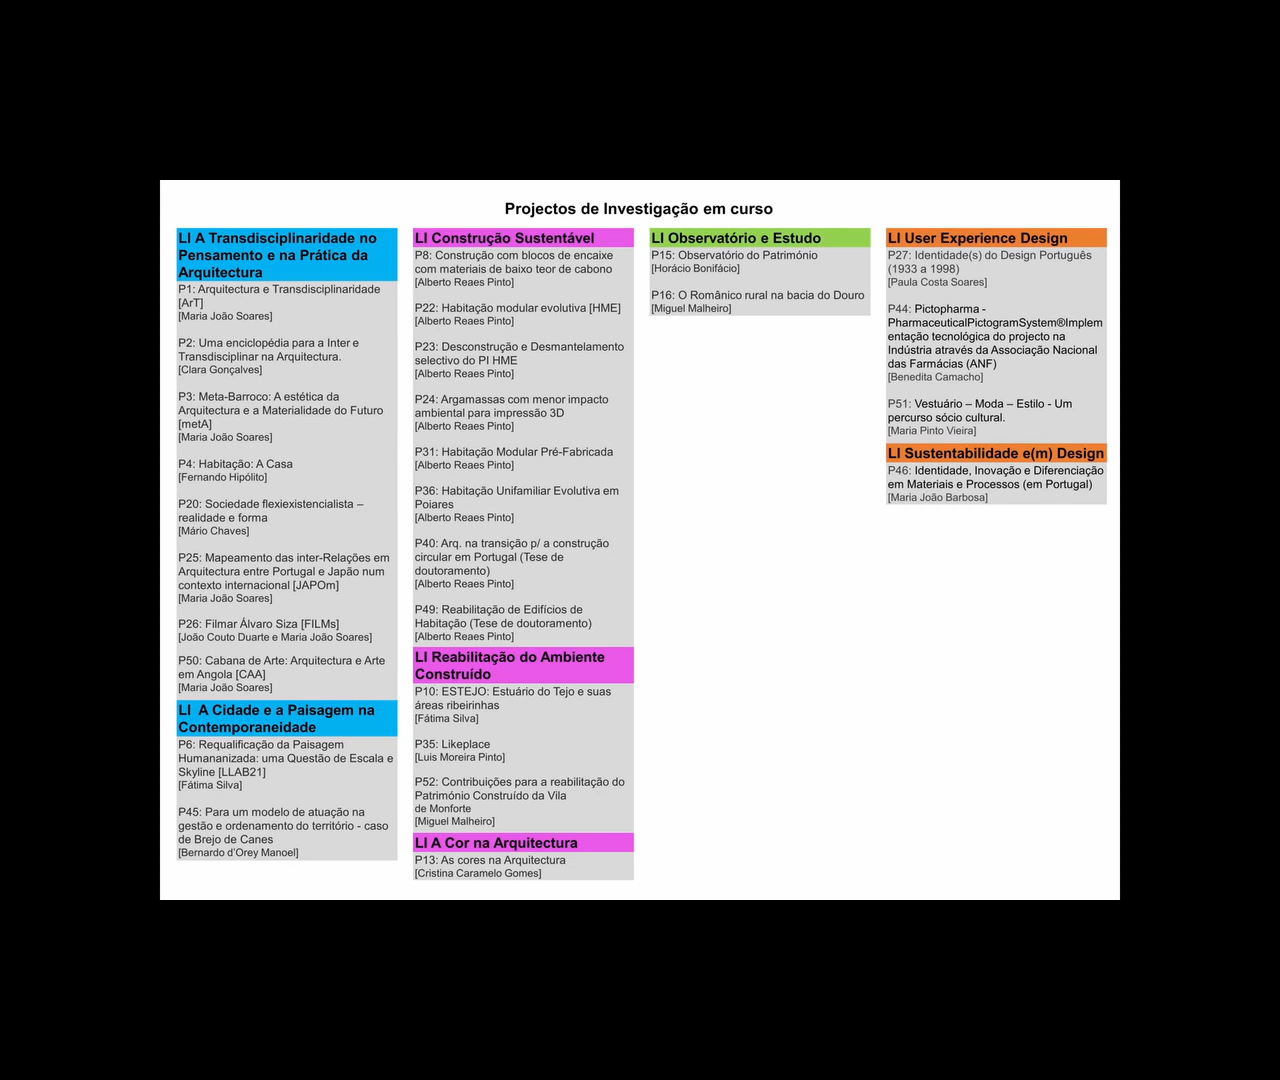 Projectos de Investigação em curso
LI A Transdisciplinaridade no
Pensamento e na Prática da
Arquitectura
P1: Arquitectura e Transdisciplinaridade
[ArT]
[Maria João Soares]
P2: Uma enciclopédia para a Inter e
Transdisciplinar na Arquitectura.
[Clara Gonçalves]
P3: Meta-Barroco: A estética da
Arquitectura e a Materialidade do Futuro
[metA]
[Maria João Soares]
P4: Habitação: A Casa
[Fernando Hipólito]
P20: Sociedade flexiexistencialista –
realidade e forma
[Mário Chaves]
P25: Mapeamento das inter-Relações em
Arquitectura entre Portugal e Japão num
contexto internacional [JAPOm]
[Maria João Soares]
P26: Filmar Álvaro Siza [FILMs]
[João Couto Duarte e Maria João Soares]
P50: Cabana de Arte: Arquitectura e Arte
em Angola [CAA]
[Maria João Soares]
LI  A Cidade e a Paisagem na
Contemporaneidade
P6: Requalificação da Paisagem
Humananizada: uma Questão de Escala e
Skyline [LLAB21]
[Fátima Silva]
P45: Para um modelo de atuação na
gestão e ordenamento do território - caso
de Brejo de Canes
[Bernardo d'Orey Manoel]
LI Construção Sustentável
P8: Construção com blocos de encaixe
com materiais de baixo teor de cabono
[Alberto Reaes Pinto]
P22: Habitação modular evolutiva [HME]
[Alberto Reaes Pinto]
P23: Desconstrução e Desmantelamento
selectivo do PI HME
[Alberto Reaes Pinto]
P24: Argamassas com menor impacto
ambiental para impressão 3D
[Alberto Reaes Pinto]
P31: Habitação Modular Pré-Fabricada
[Alberto Reaes Pinto]
P36: Habitação Unifamiliar Evolutiva em
Poiares
[Alberto Reaes Pinto]
P40: Arq. na transição p/ a construção
circular em Portugal (Tese de
doutoramento)
[Alberto Reaes Pinto]
P49: Reabilitação de Edifícios de
Habitação (Tese de doutoramento)
[Alberto Reaes Pinto]
LI Reabilitação do Ambiente
Construído
P10: ESTEJO: Estuário do Tejo e suas
áreas ribeirinhas
[Fátima Silva]
P35: Likeplace
[Luis Moreira Pinto]
P52: Contribuições para a reabilitação do
Património Construído da Vila
de Monforte
[Miguel Malheiro]
LI A Cor na Arquitectura
P13: As cores na Arquitectura
[Cristina Caramelo Gomes]
LI Observatório e Estudo
P15: Observatório do Património
[Horácio Bonifácio]
P16: O Românico rural na bacia do Douro
[Miguel Malheiro]
LI User Experience Design
P27: Identidade(s) do Design Português
(1933 a 1998)
[Paula Costa Soares]
P44: Pictopharma -
PharmaceuticalPictogramSystem®Implem
entação tecnológica do projecto na
Indústria através da Associação Nacional
das Farmácias (ANF)
[Benedita Camacho]
P51: Vestuário – Moda – Estilo - Um
percurso sócio cultural.
[Maria Pinto Vieira]
LI Sustentabilidade e(m) Design
P46: Identidade, Inovação e Diferenciação
em Materiais e Processos (em Portugal)
[Maria João Barbosa]